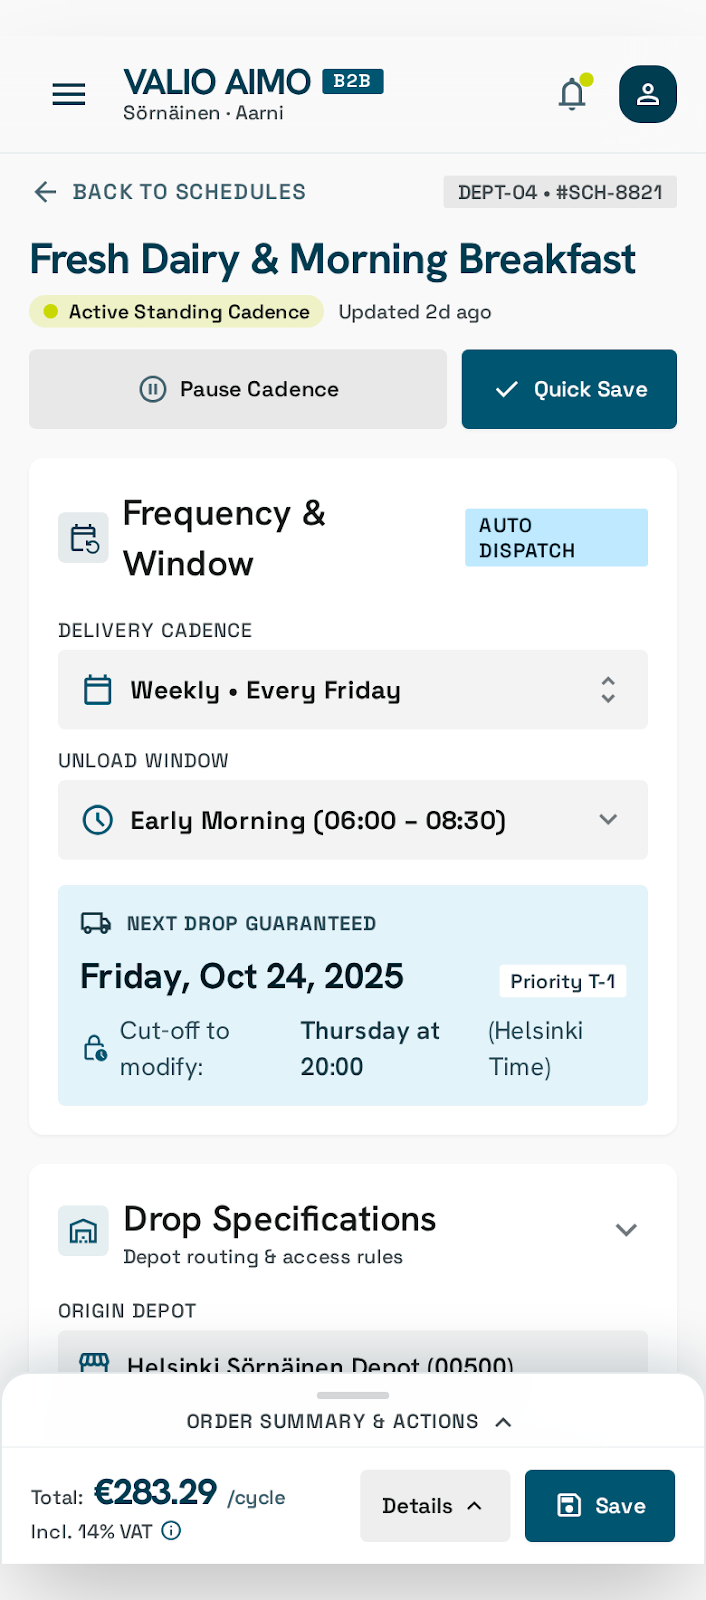 VALIO AIMO B2B
Sörnäinen · Aarni
BACK TO SCHEDULES
DEPT-04 • #SCH-8821
Fresh Dairy & Morning Breakfast
Active Standing Cadence
Updated 2d ago
Pause Cadence
Quick Save
Frequency &
Window
AUTO
DISPATCH
DELIVERY CADENCE
Weekly • Every Friday
UNLOAD WINDOW
Early Morning (06:00 – 08:30)
NEXT DROP GUARANTEED
Friday, Oct 24, 2025
Priority T-1
Cut-off to
modify:
Thursday at
20:00
(Helsinki
Time)
Drop Specifications
Depot routing & access rules
ORIGIN DEPOT
Helsinki Sörnäinen Depot (00500)
ORDER SUMMARY & ACTIONS
Total: €283.29 /cycle
Incl. 14% VAT
Details
Save